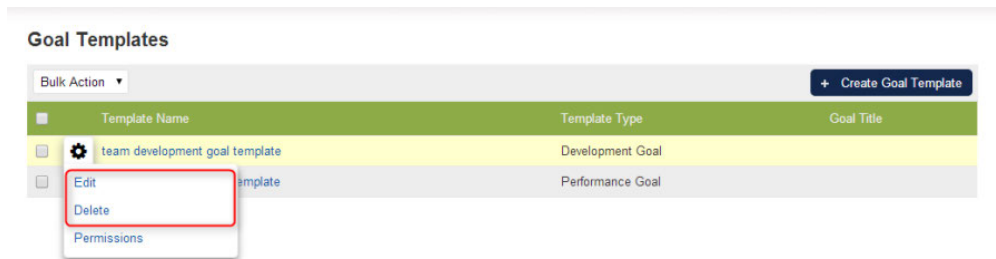 Goal Templates
Bulk Action
+ Create Goal Template
Template Name Template Type Goal Title
team development goal template Development Goal
Edit
Performance Goal
Delete
Permissions